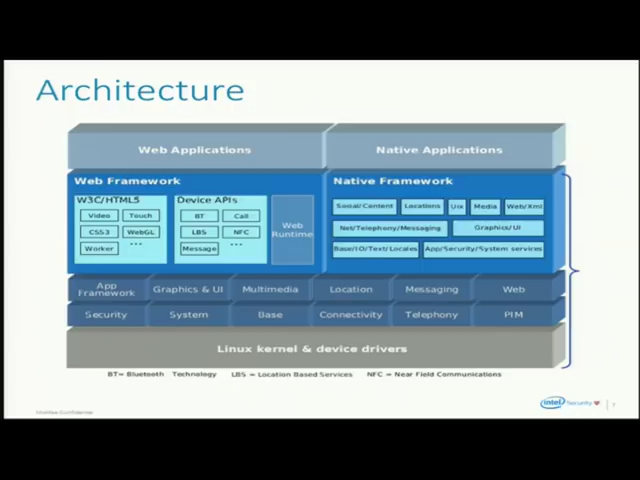 Architecture
Web Applications
Native Applications
Web Framework
W3C/HTML5
Video
Touch
CSS3
WebGL
Worker
...
Device APIs
BT
Call
LBS
NFC
Message
...
Web
Runtime
Native Framework
Social/Content
Locations
UIX
Media
Web/Xml
Net/Telephony/Messaging
Graphics/UI
Base/IO/Text/Locales
App/Security/System services
App
Framework
Graphics & UI
Multimedia
Location
Messaging
Web
Security
System
Base
Connectivity
Telephony
PIM
Linux kernel & device drivers
BT= Bluetooth Technology LBS = Location Based Services NFC = Near Field Communications
McAfee Confidential
intel Security
7